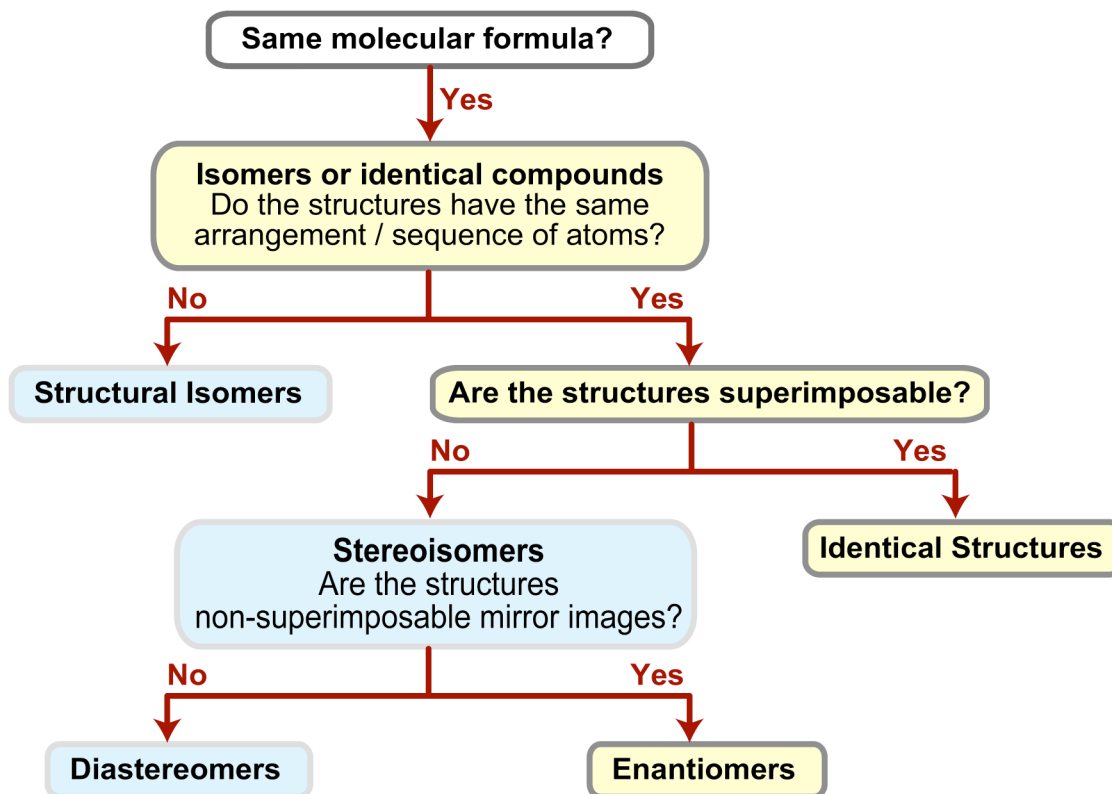 Same molecular formula?
Yes
Isomers or identical compounds
Do the structures have the same
arrangement / sequence of atoms?
No
Yes
Structural Isomers
Are the structures superimposable?
No
Yes
Stereoisomers
Are the structures
non-superimposable mirror images?
Identical Structures
No
Yes
Diastereomers
Enantiomers